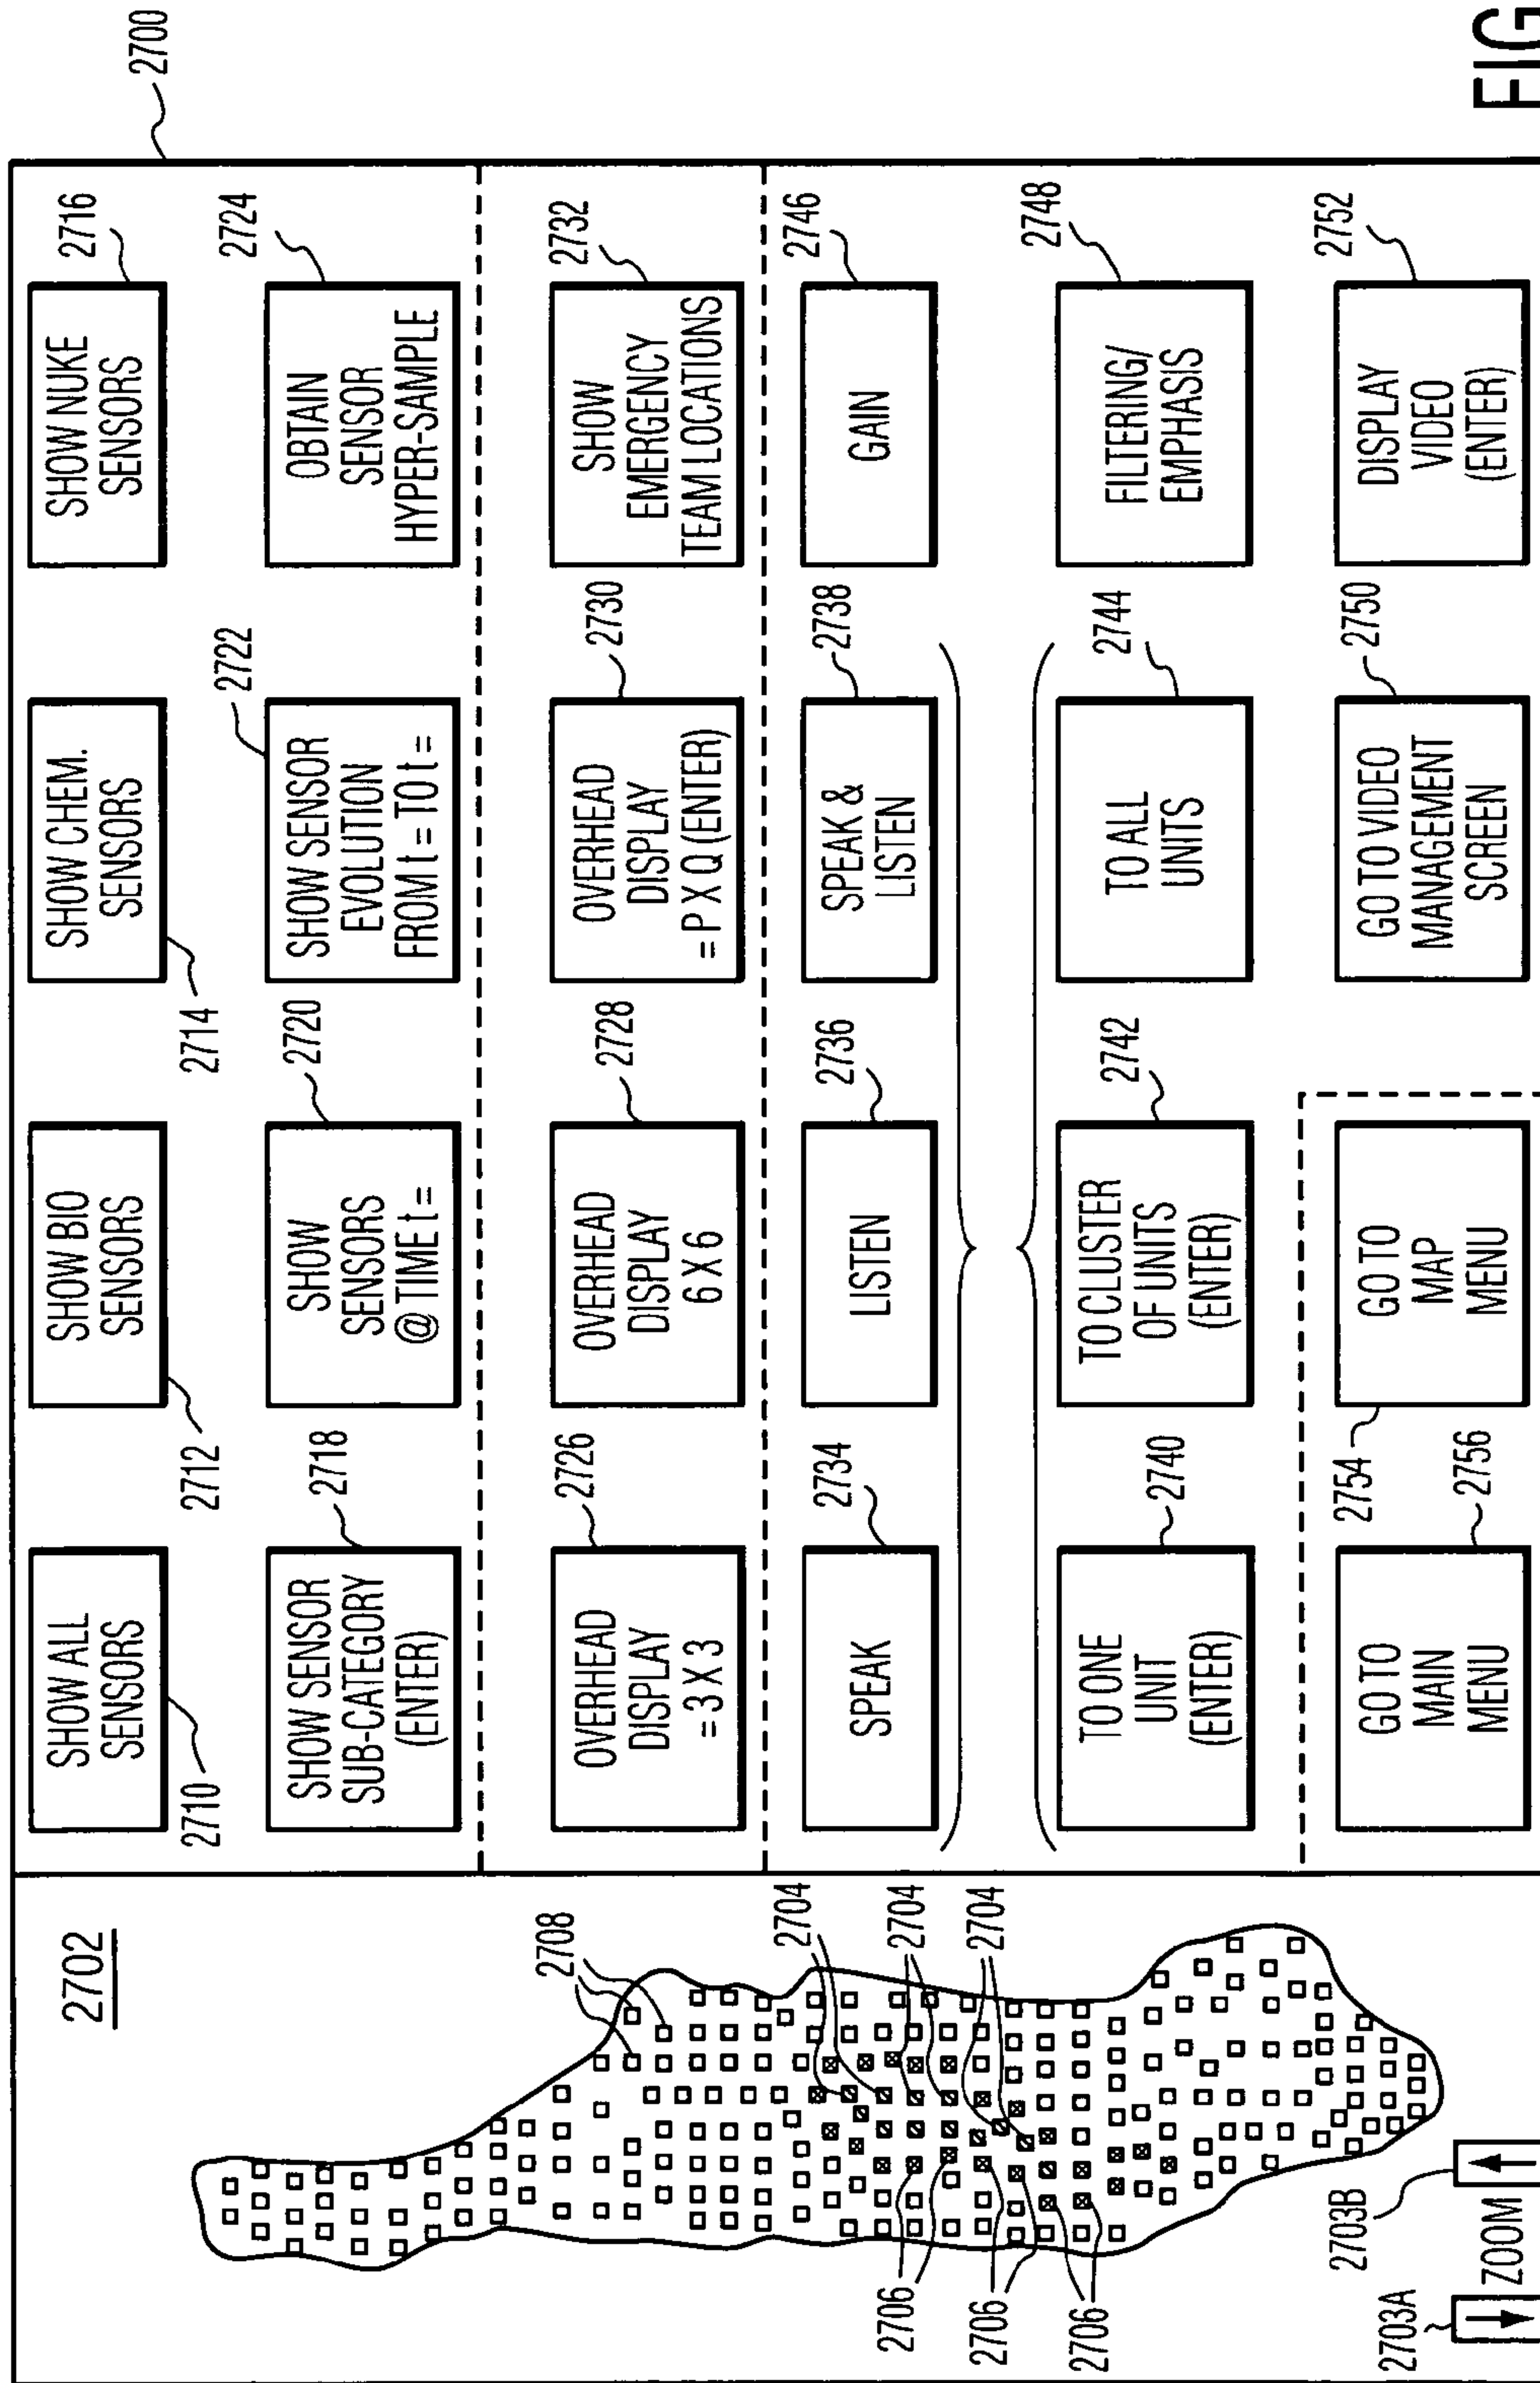 2702
2708
2704
2704
2704
2706
2706
2706
2703A
ZOOM
2703B
2700
SHOW ALL
SENSORS
2710
SHOW BIO
SENSORS
2712
SHOW CHEM.
SENSORS
2714
SHOW NUKE
SENSORS
2716
SHOW SENSOR
SUB-CATEGORY
(ENTER)
2718
SHOW
SENSORS
@ TIME t =
2720
SHOW SENSOR
EVOLUTION
FROM t = TO t =
2722
OBTAIN
SENSOR
HYPER-SAMPLE
2724
OVERHEAD
DISPLAY
= 3 X 3
2726
OVERHEAD
DISPLAY
6 X 6
2728
OVERHEAD
DISPLAY
= P X Q (ENTER)
2730
SHOW
EMERGENCY
TEAM LOCATIONS
2732
SPEAK
2734
LISTEN
2736
SPEAK &
LISTEN
2738
GAIN
2746
TO ONE
UNIT
(ENTER)
2740
TO CLUSTER
OF UNITS
(ENTER)
2742
TO ALL
UNITS
2744
FILTERING/
EMPHASIS
2748
GO TO
MAIN
MENU
2756
GO TO
MAP
MENU
2754
GO TO VIDEO
MANAGEMENT
SCREEN
2750
DISPLAY
VIDEO
(ENTER)
2752
FIG